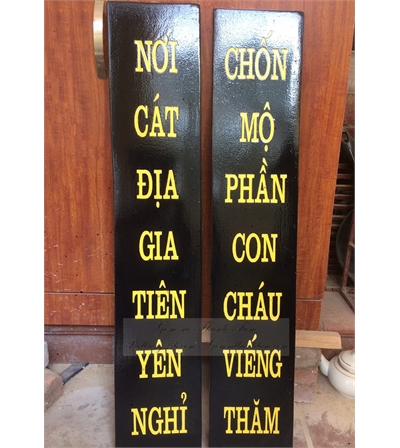 NƠI
CÁT
ĐỊA
GIA
TIÊN
YÊN
NGHỈ
CHỐN
MỘ
PHẦN
CON
CHÁU
VIẾNG
THĂM